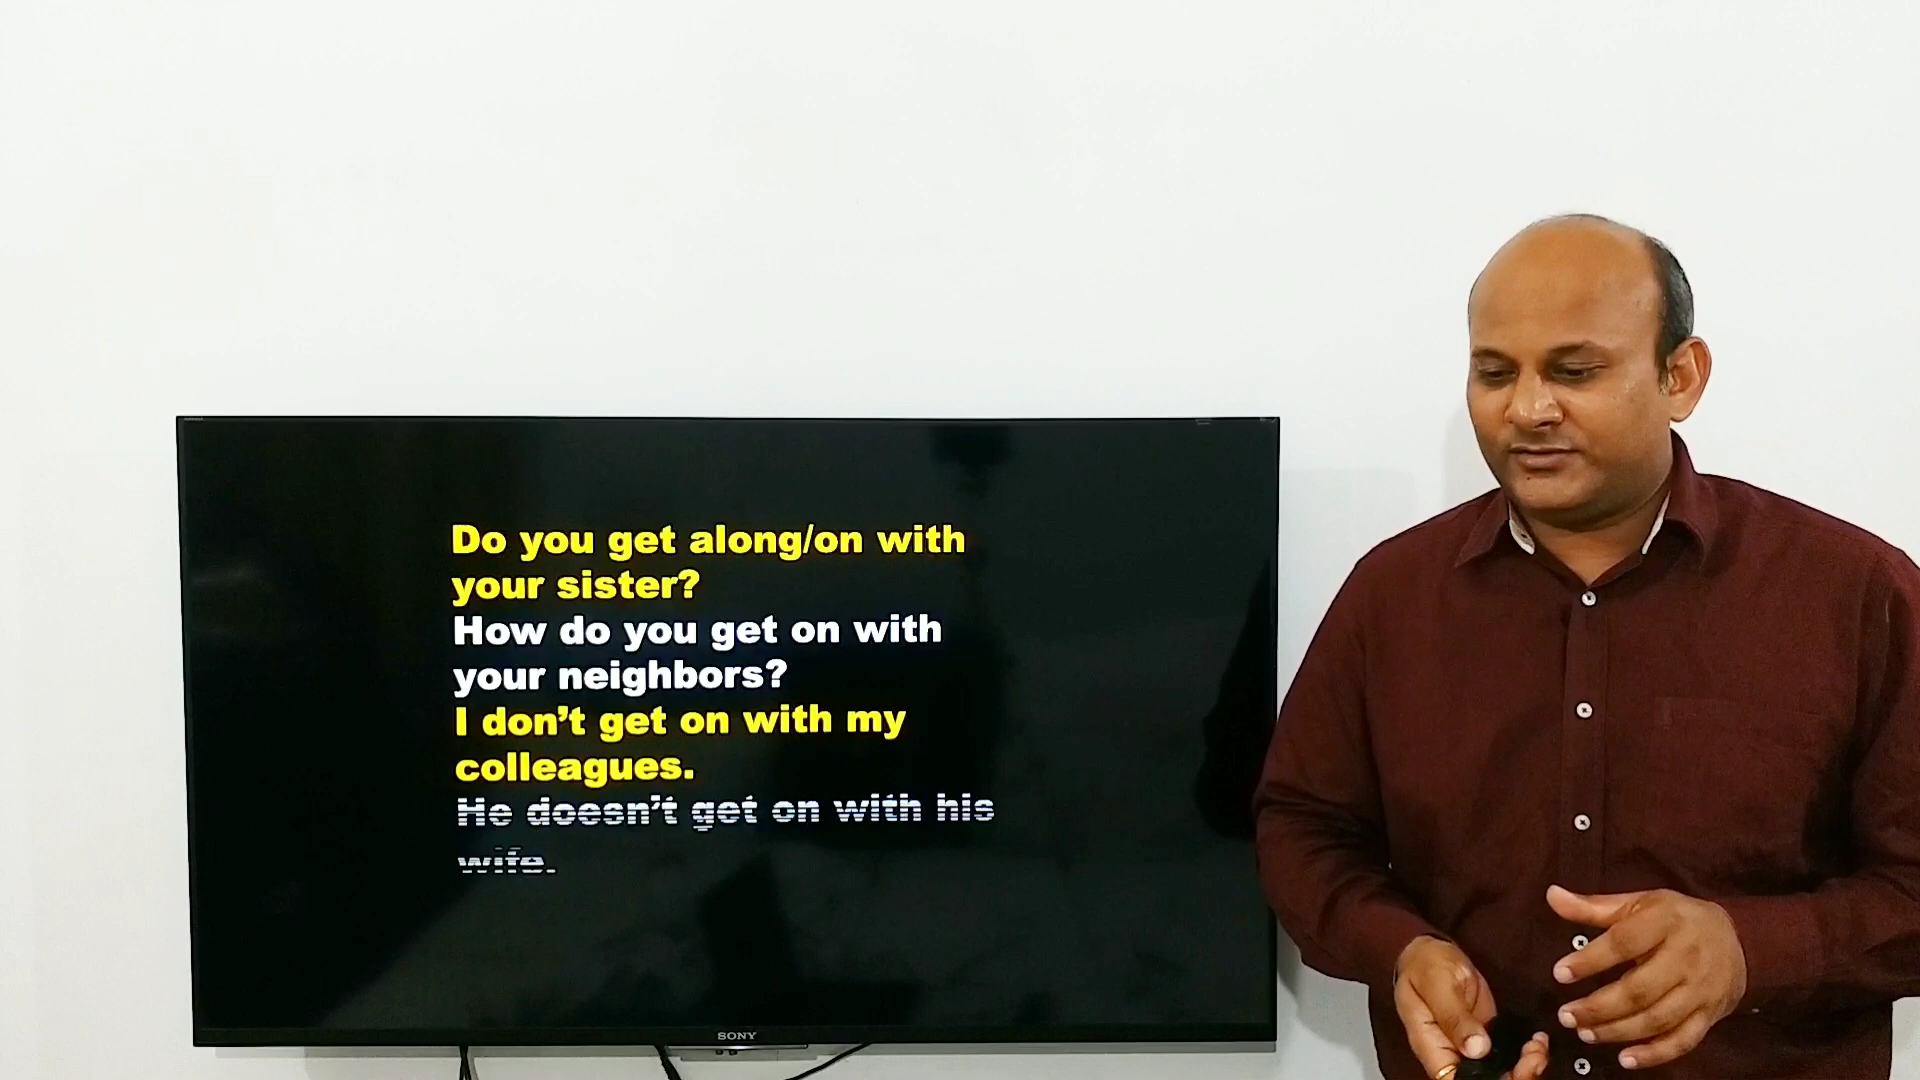 Do you get along/on with
your sister?
How do you get on with
your neighbors?
I don’t get on with my
colleagues.
He doesn’t get on with his
wife.
SONY